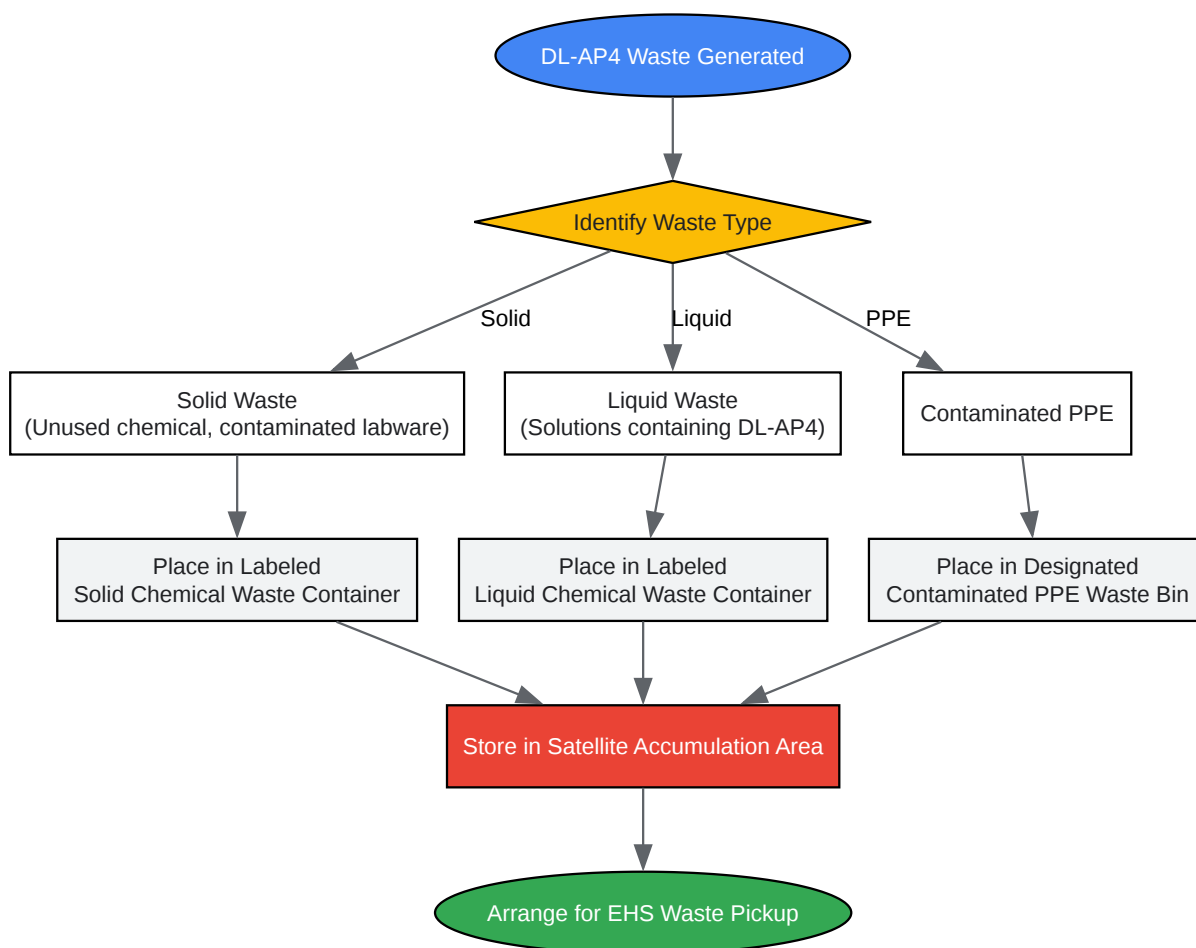 DL-AP4 Waste Generated
Identify Waste Type
Solid
Liquid
PPE
Solid Waste
(Unused chemical, contaminated labware)
Liquid Waste
(Solutions containing DL-AP4)
Contaminated PPE
Place in Labeled
Solid Chemical Waste Container
Place in Labeled
Liquid Chemical Waste Container
Place in Designated
Contaminated PPE Waste Bin
Store in Satellite Accumulation Area
Arrange for EHS Waste Pickup